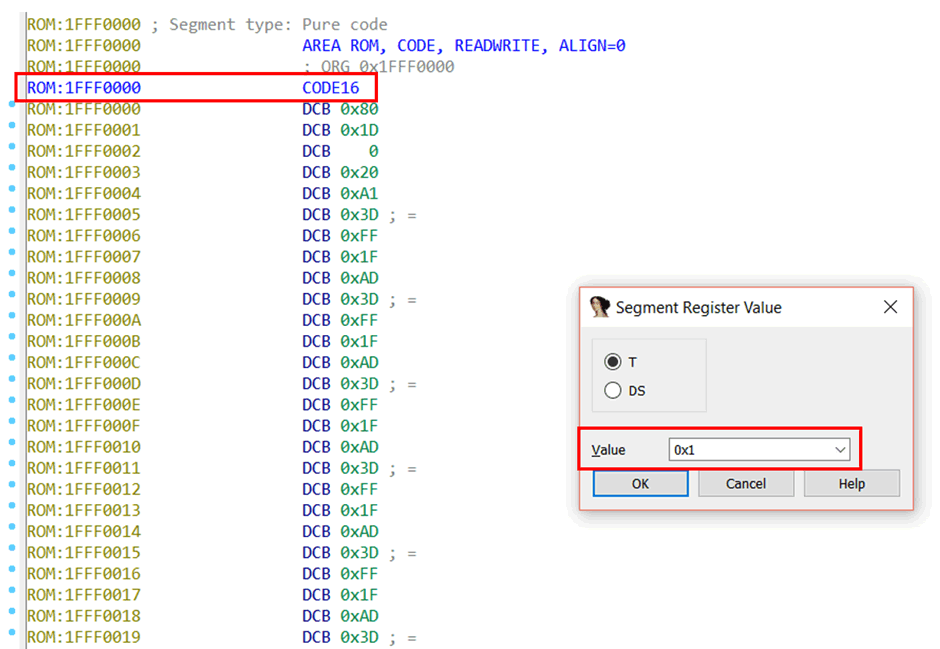 ROM:1FFF0000 ; Segment type: Pure code
ROM:1FFF0000 AREA ROM, CODE, READWRITE, ALIGN=0
ROM:1FFF0000 ; ORG 0x1FFF0000
ROM:1FFF0000 CODE16
ROM:1FFF0000 DCB 0x80
ROM:1FFF0001 DCB 0x1D
ROM:1FFF0002 DCB 0
ROM:1FFF0003 DCB 0x20
ROM:1FFF0004 DCB 0xA1
ROM:1FFF0005 DCB 0x3D ; =
ROM:1FFF0006 DCB 0xFF
ROM:1FFF0007 DCB 0x1F
ROM:1FFF0008 DCB 0xAD
ROM:1FFF0009 DCB 0x3D ; =
ROM:1FFF000A DCB 0xFF
ROM:1FFF000B DCB 0x1F
ROM:1FFF000C DCB 0xAD
ROM:1FFF000D DCB 0x3D ; =
ROM:1FFF000E DCB 0xFF
ROM:1FFF000F DCB 0x1F
ROM:1FFF0010 DCB 0xAD
ROM:1FFF0011 DCB 0x3D ; =
ROM:1FFF0012 DCB 0xFF
ROM:1FFF0013 DCB 0x1F
ROM:1FFF0014 DCB 0xAD
ROM:1FFF0015 DCB 0x3D ; =
ROM:1FFF0016 DCB 0xFF
ROM:1FFF0017 DCB 0x1F
ROM:1FFF0018 DCB 0xAD
ROM:1FFF0019 DCB 0x3D ; =
Segment Register Value
T
DS
Value 0x1
OK Cancel Help